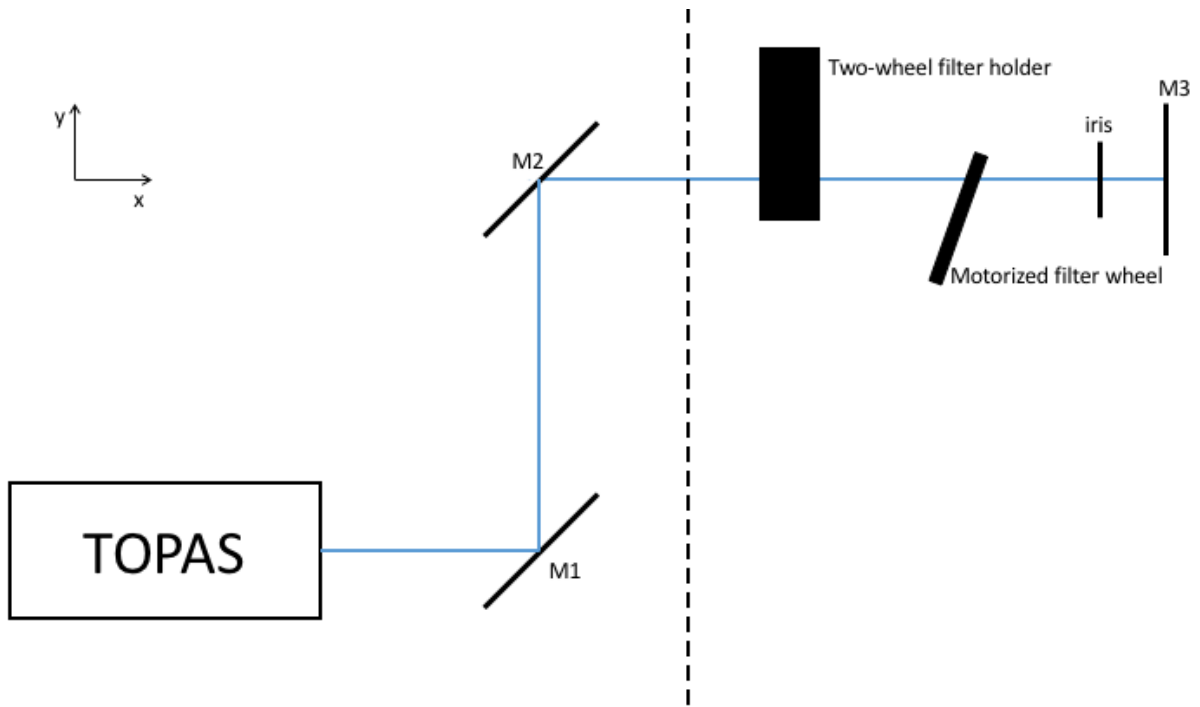 Two-wheel filter holder
M3
y
iris
M2
x
Motorized filter wheel
TOPAS
M1